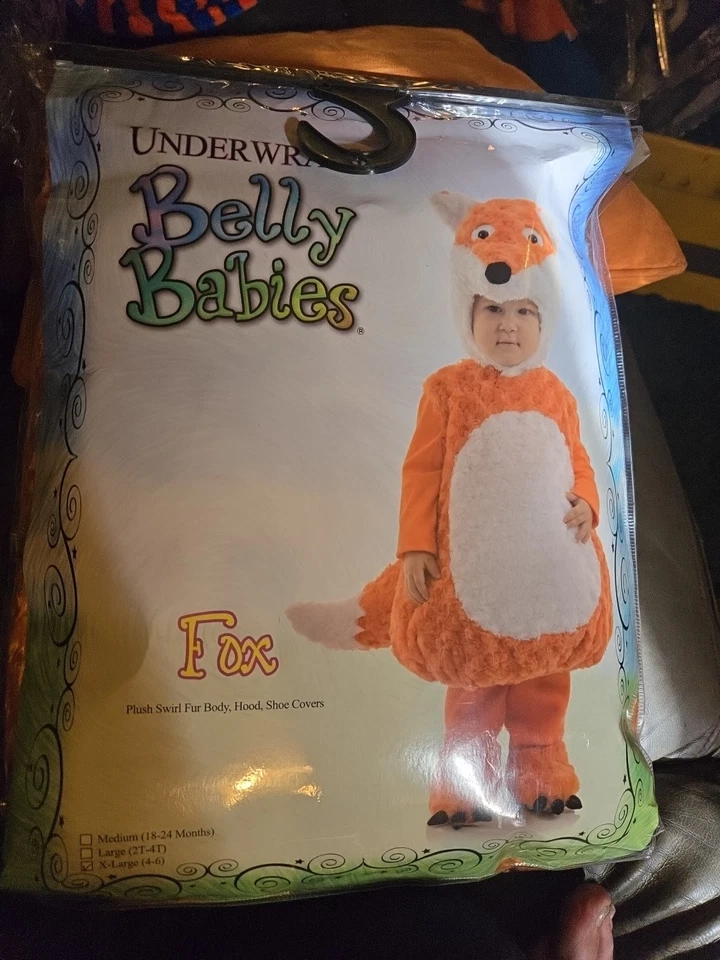 UNDERWRA
Belly
Babies®
Fox
Plush Swirl Fur Body, Hood, Shoe Covers
Medium (18-24 Months)
Large (2T-4T)
X-Large (4-6)